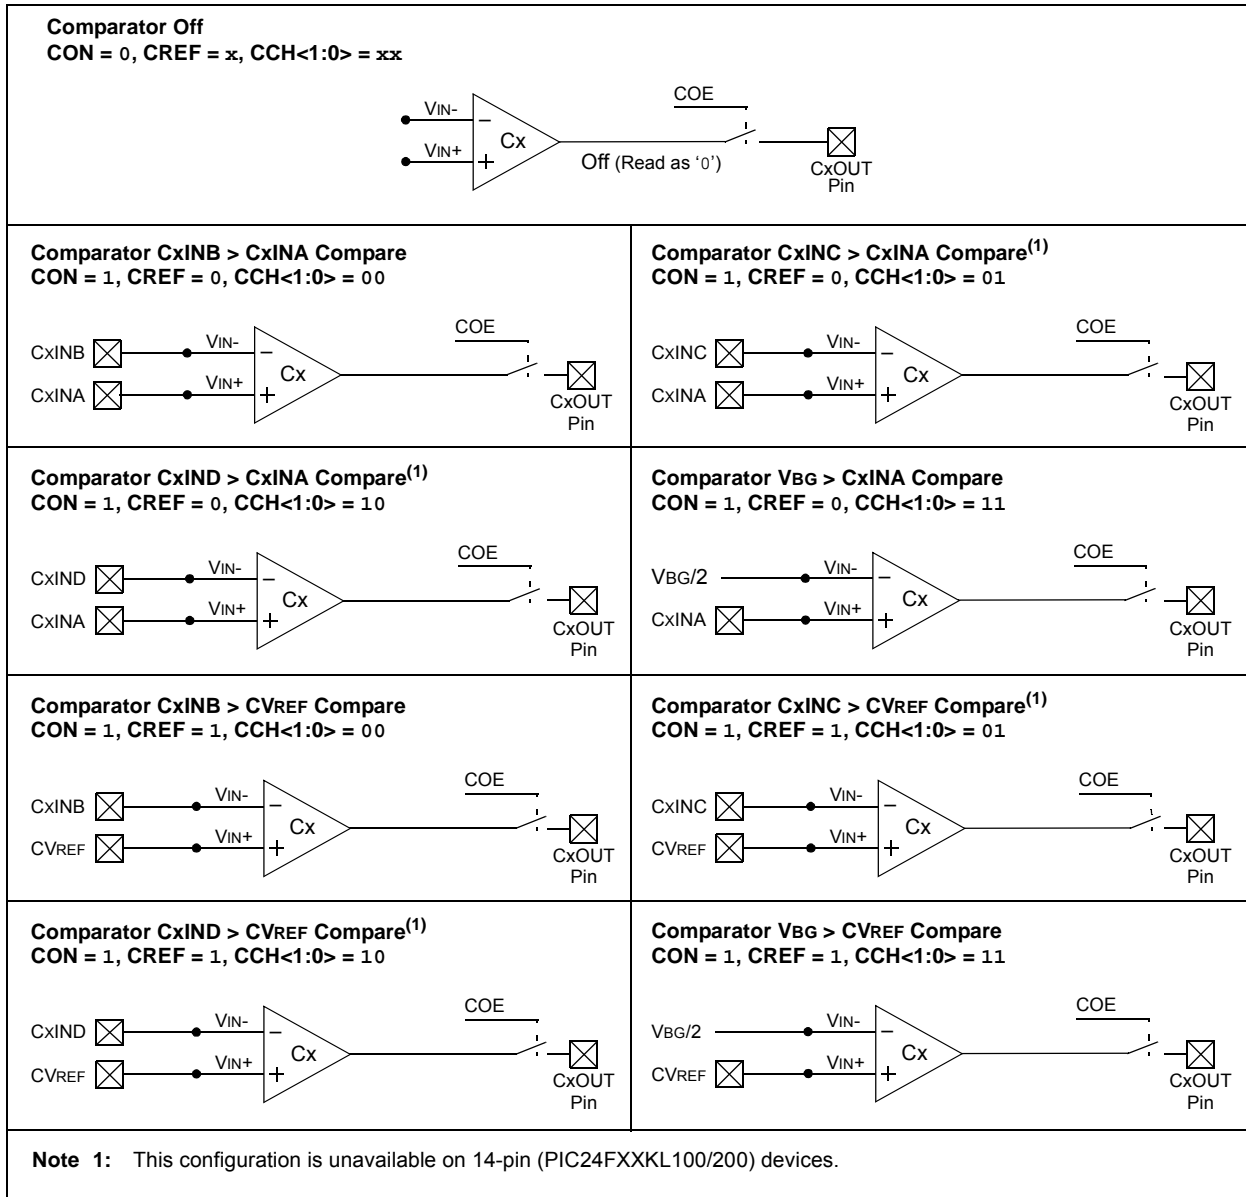 Comparator Off
CON = 0, CREF = x, CCH<1:0> = xx
COE
VIN-
Cx
VIN+
Off (Read as ‘0’)
CxOUT
Pin
Comparator CxINB > CxINA Compare
CON = 1, CREF = 0, CCH<1:0> = 00
COE
CxINB
VIN-
Cx
CxINA
VIN+
CxOUT
Pin
Comparator CxINC > CxINA Compare(1)
CON = 1, CREF = 0, CCH<1:0> = 01
COE
CxINC
VIN-
Cx
CxINA
VIN+
CxOUT
Pin
Comparator CxIND > CxINA Compare(1)
CON = 1, CREF = 0, CCH<1:0> = 10
COE
CxIND
VIN-
Cx
CxINA
VIN+
CxOUT
Pin
Comparator VBG > CxINA Compare
CON = 1, CREF = 0, CCH<1:0> = 11
COE
VBG/2
VIN-
Cx
CxINA
VIN+
CxOUT
Pin
Comparator CxINB > CVREF Compare
CON = 1, CREF = 1, CCH<1:0> = 00
COE
CxINB
VIN-
Cx
CVREF
VIN+
CxOUT
Pin
Comparator CxINC > CVREF Compare(1)
CON = 1, CREF = 1, CCH<1:0> = 01
COE
CxINC
VIN-
Cx
CVREF
VIN+
CxOUT
Pin
Comparator CxIND > CVREF Compare(1)
CON = 1, CREF = 1, CCH<1:0> = 10
COE
CxIND
VIN-
Cx
CVREF
VIN+
CxOUT
Pin
Comparator VBG > CVREF Compare
CON = 1, CREF = 1, CCH<1:0> = 11
COE
VBG/2
VIN-
Cx
CVREF
VIN+
CxOUT
Pin
Note 1: This configuration is unavailable on 14-pin (PIC24FXXKL100/200) devices.